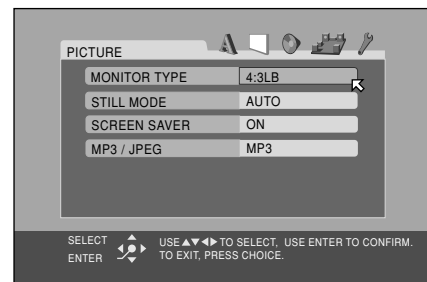 PICTURE
MONITOR TYPE 4:3LB
STILL MODE AUTO
SCREEN SAVER ON
MP3 / JPEG MP3
SELECT
ENTER
USE ▲▼◀▶ TO SELECT, USE ENTER TO CONFIRM.
TO EXIT, PRESS CHOICE.